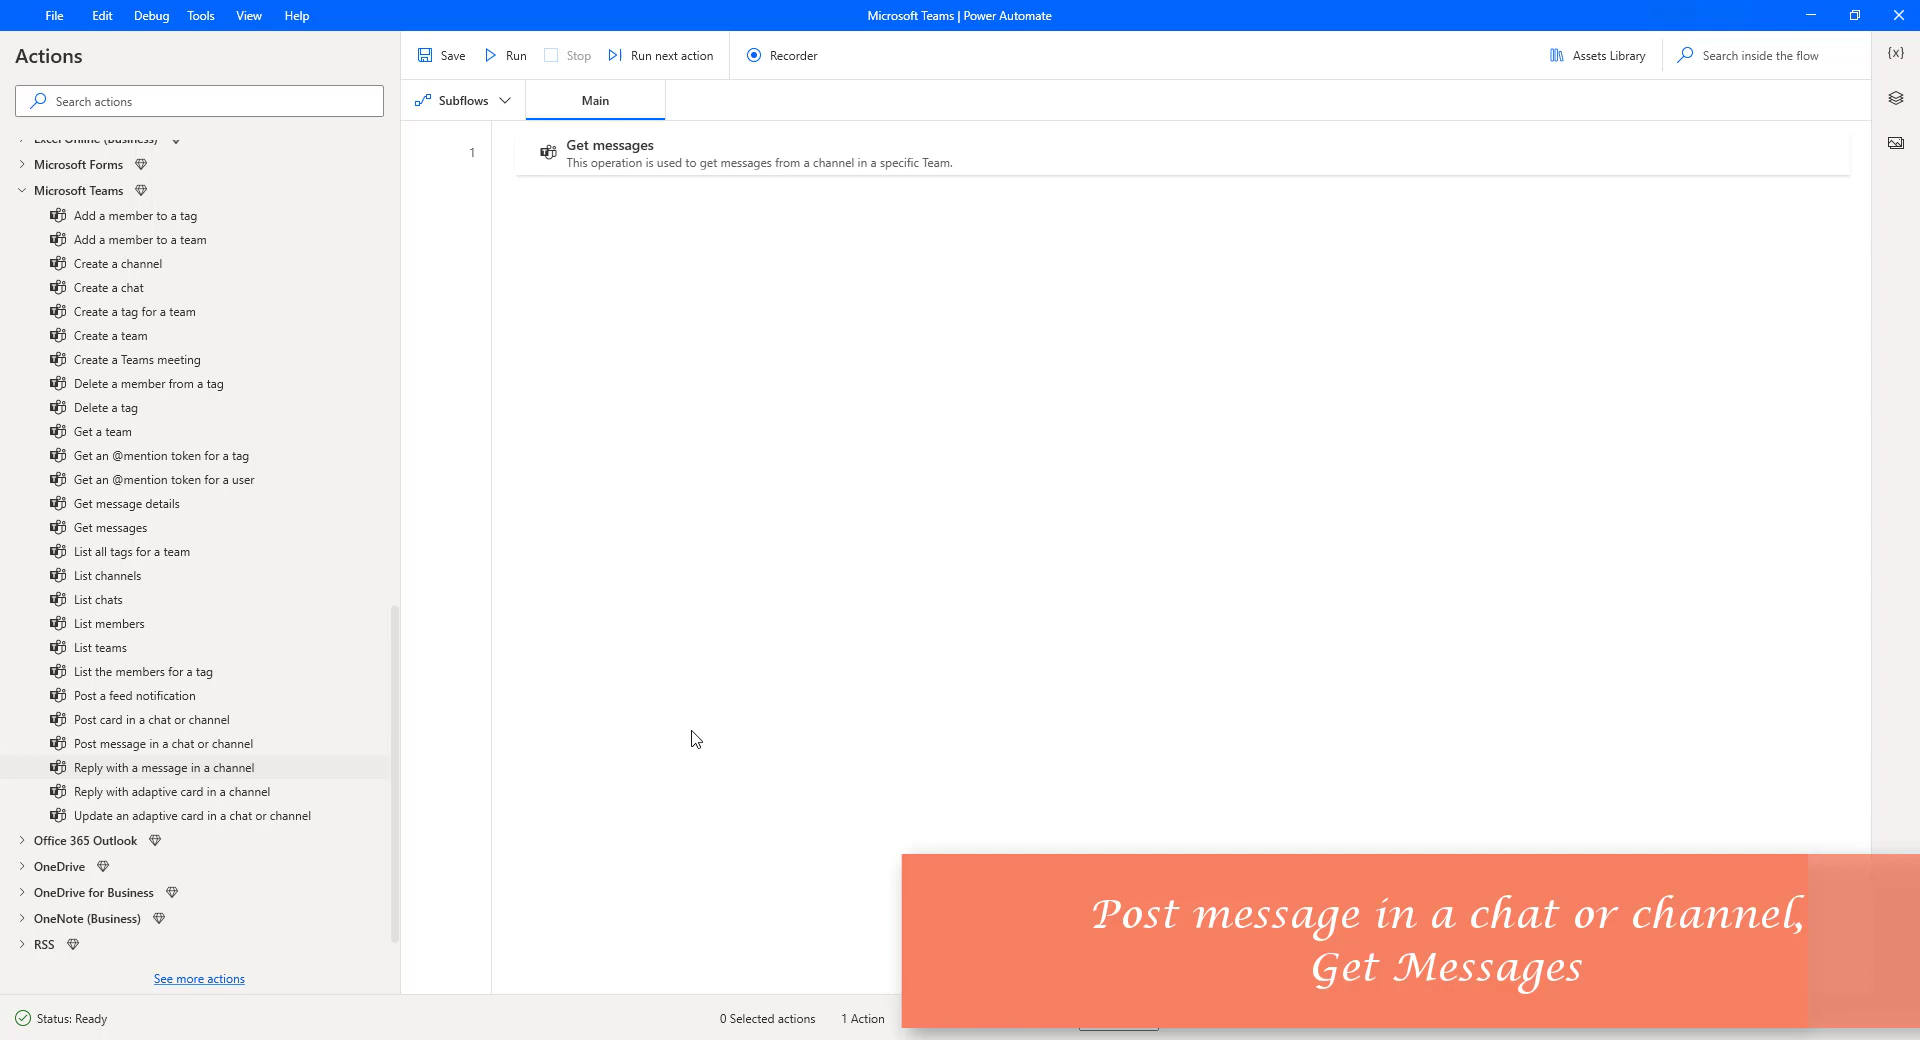 File Edit Debug Tools View Help
Microsoft Teams | Power Automate
Actions
Save Run Stop Run next action Recorder
Assets Library Search inside the flow
{x}
Search actions
Subflows Main
Excel Online (Business)
Microsoft Forms
Microsoft Teams
Add a member to a tag
Add a member to a team
Create a channel
Create a chat
Create a tag for a team
Create a team
Create a Teams meeting
Delete a member from a tag
Delete a tag
Get a team
Get an @mention token for a tag
Get an @mention token for a user
Get message details
Get messages
List all tags for a team
List channels
List chats
List members
List teams
List the members for a tag
Post a feed notification
Post card in a chat or channel
Post message in a chat or channel
Reply with a message in a channel
Reply with adaptive card in a channel
Update an adaptive card in a chat or channel
Office 365 Outlook
OneDrive
OneDrive for Business
OneNote (Business)
RSS
See more actions
1
Get messages
This operation is used to get messages from a channel in a specific Team.
Post message in a chat or channel,
Get Messages
Status: Ready
0 Selected actions 1 Action